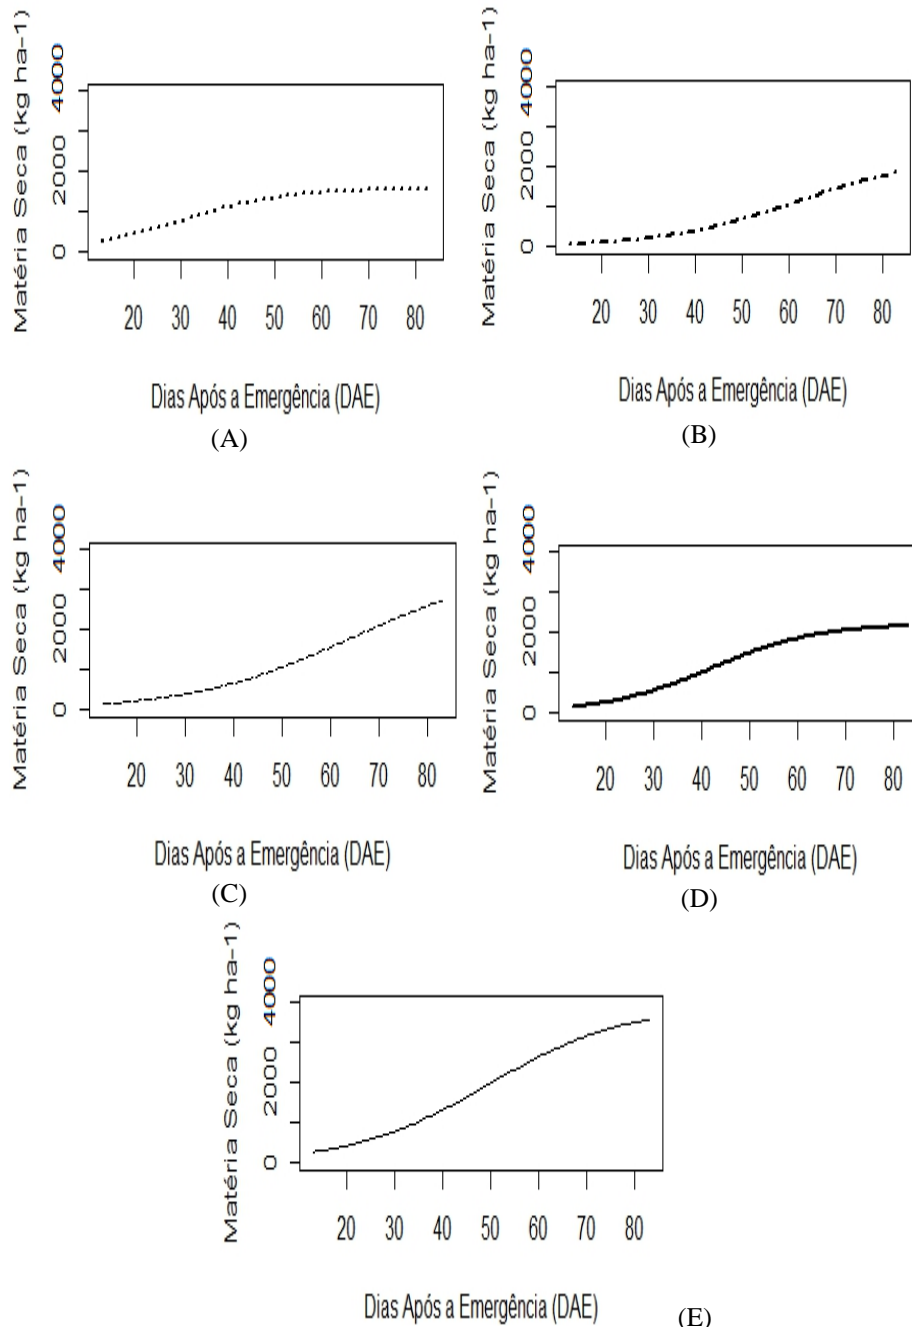 Matéria Seca (kg ha-1)
0 2000 4000
20 30 40 50 60 70 80
Dias Após a Emergência (DAE)
(A)
Matéria Seca (kg ha-1)
0 2000 4000
20 30 40 50 60 70 80
Dias Após a Emergência (DAE)
(B)
Matéria Seca (kg ha-1)
0 2000 4000
20 30 40 50 60 70 80
Dias Após a Emergência (DAE)
(C)
Matéria Seca (kg ha-1)
0 2000 4000
20 30 40 50 60 70 80
Dias Após a Emergência (DAE)
(D)
Matéria Seca (kg ha-1)
0 2000 4000
20 30 40 50 60 70 80
Dias Após a Emergência (DAE)
(E)